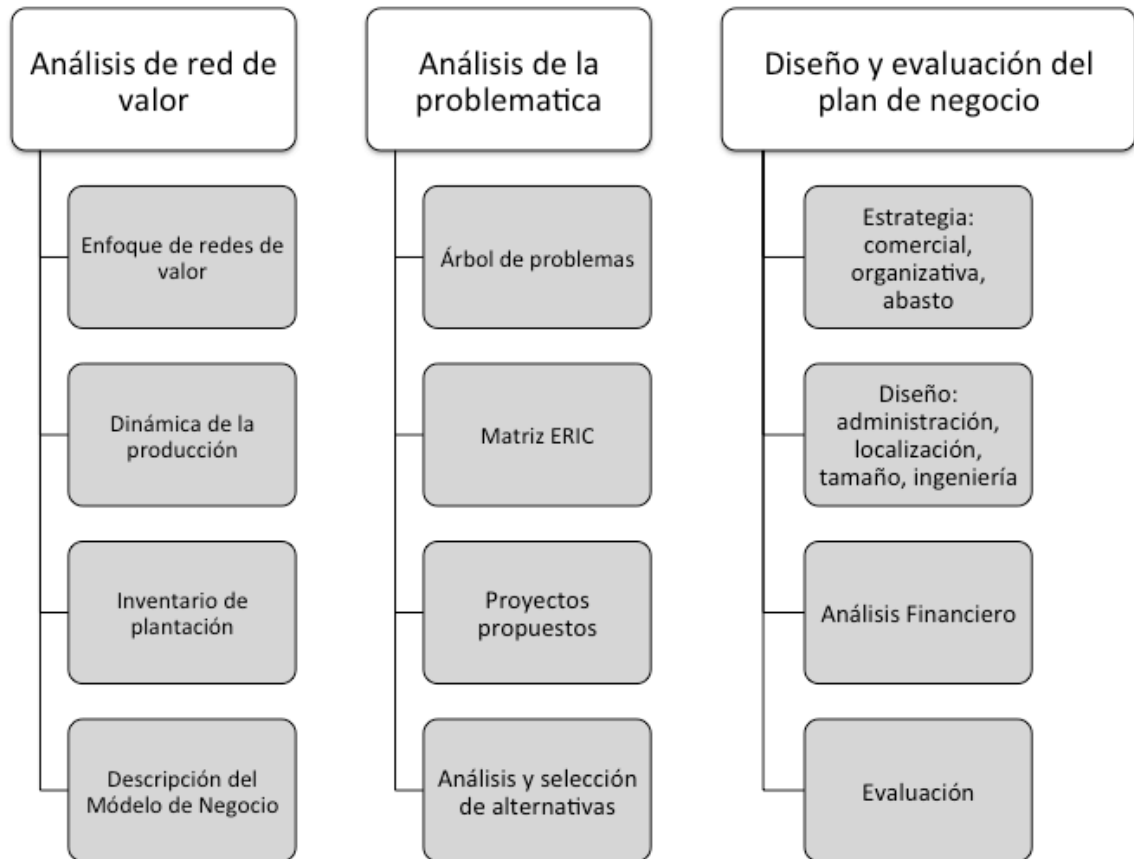 Análisis de red de
valor
Enfoque de redes de
valor
Dinámica de la
producción
Inventario de
plantación
Descripción del
Módelo de Negocio
Análisis de la
problematica
Árbol de problemas
Matriz ERIC
Proyectos
propuestos
Análisis y selección
de alternativas
Diseño y evaluación del
plan de negocio
Estrategia:
comercial,
organizativa,
abasto
Diseño:
administración,
localización,
tamaño, ingeniería
Análisis Financiero
Evaluación